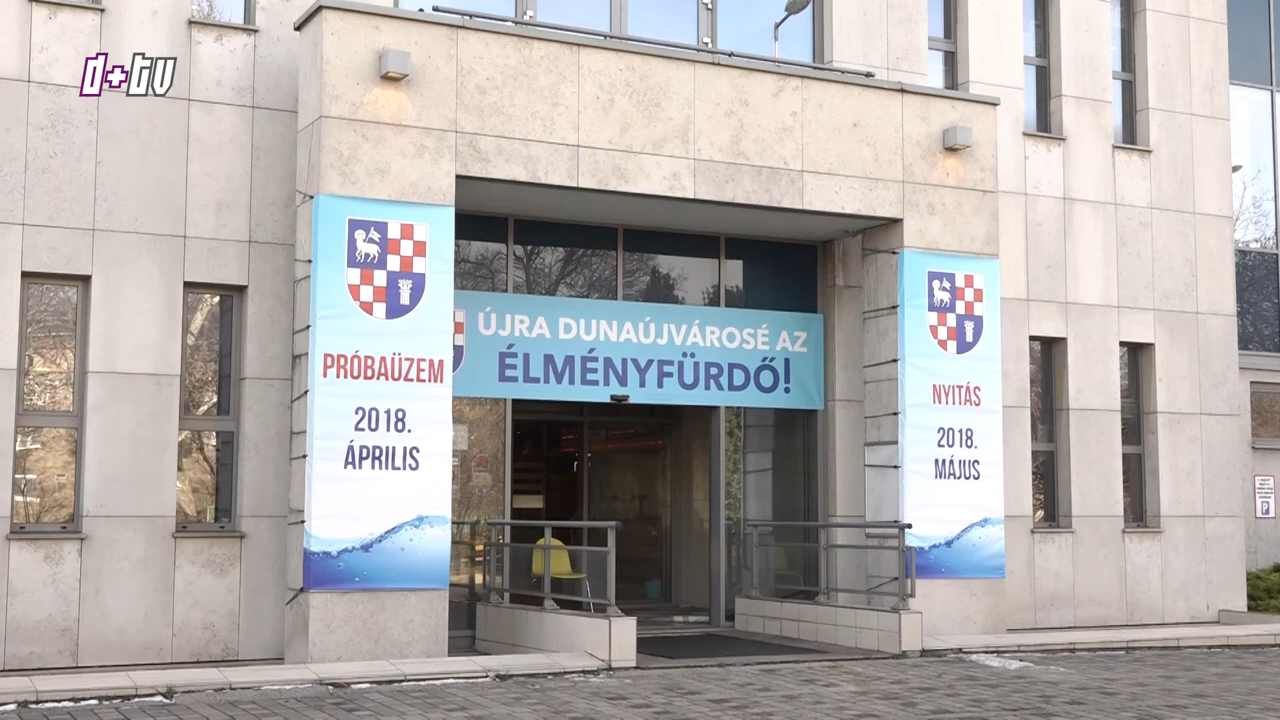 d+tv
PRÓBAÜZEM
2018.
ÁPRILIS
ÚJRA DUNAÚJVÁROSÉ AZ
ÉLMÉNYFÜRDŐ!
NYITÁS
2018.
MÁJUS
P